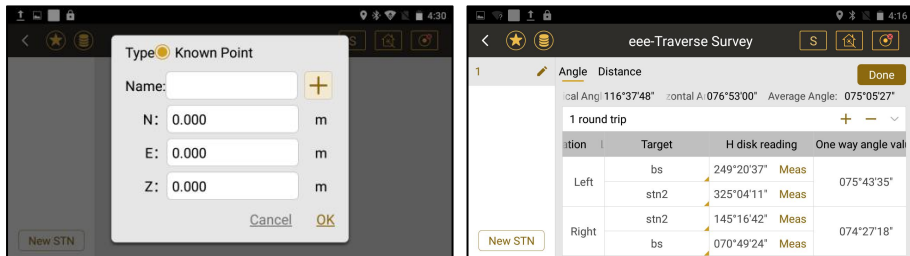 4:30
S
Type Known Point
Name:
N: 0.000 m
E: 0.000 m
Z: 0.000 m
Cancel OK
New STN
4:16
eee-Traverse Survey S
1
Angle Distance Done
ical Angl 116°37'48" zontal A 076°53'00" Average Angle: 075°05'27"
1 round trip
ation Target H disk reading One way angle val
Left
bs 249°20'37" Meas
075°43'35"
stn2 325°04'11" Meas
Right
stn2 145°16'42" Meas
074°27'18"
bs 070°49'24" Meas
New STN